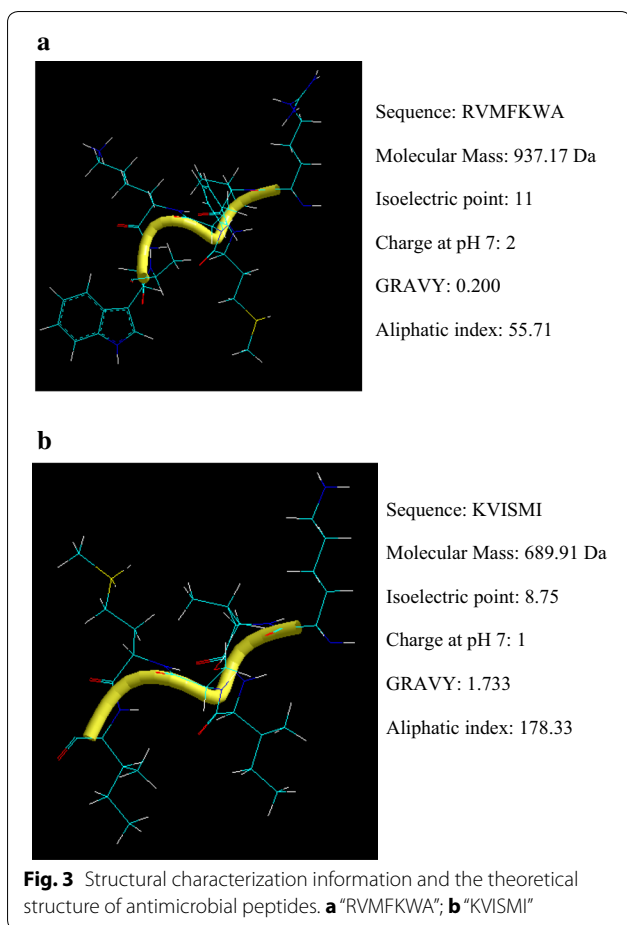 a
Sequence: RVMFKWA
Molecular Mass: 937.17 Da
Isoelectric point: 11
Charge at pH 7: 2
GRAVY: 0.200
Aliphatic index: 55.71
b
Sequence: KVISMI
Molecular Mass: 689.91 Da
Isoelectric point: 8.75
Charge at pH 7: 1
GRAVY: 1.733
Aliphatic index: 178.33
Fig. 3 Structural characterization information and the theoretical
structure of antimicrobial peptides. a “RVMFKWA”; b “KVISMI”